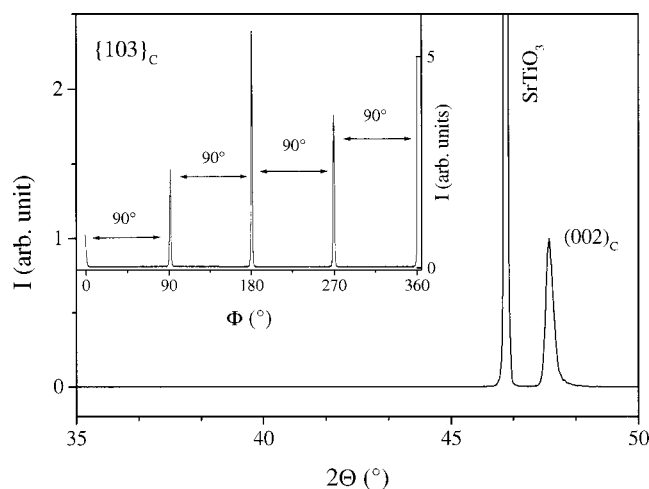 {103}C
90°
90°
90°
90°
I (arb. units)
5
0
0 90 180 270 360
Φ (°)
SrTiO3
(002)C
I (arb. unit)
2
1
0
35 40 45 50
2Θ (°)